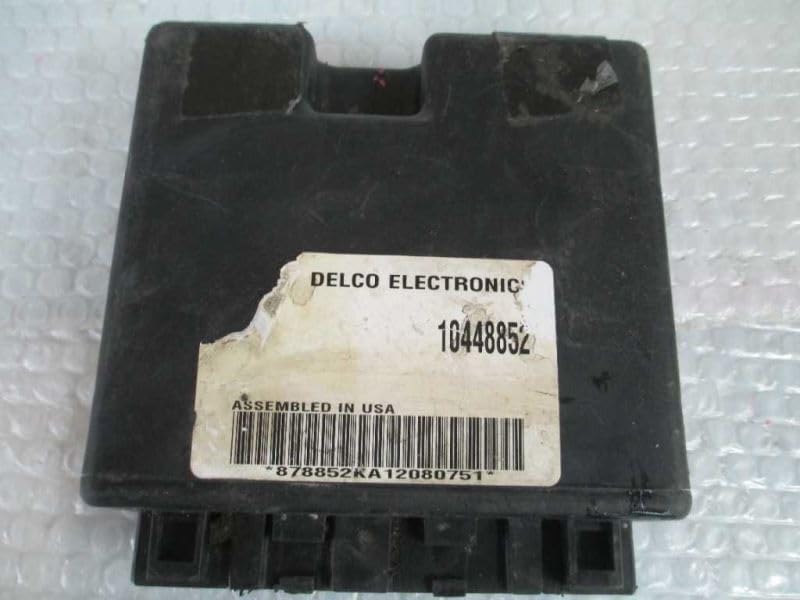 DELCO ELECTRONIC
10448852
ASSEMBLED IN USA
*878852KA12080751*